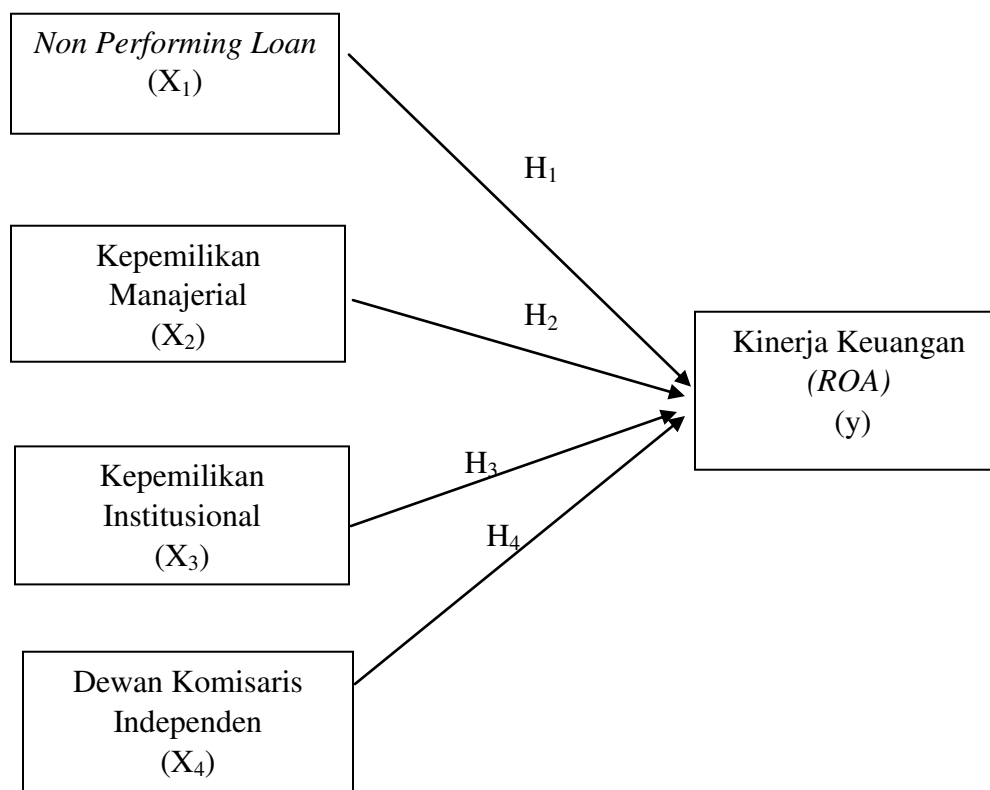 Non Performing Loan
(X₁)
H₁
Kepemilikan
Manajerial
(X₂)
H₂
Kinerja Keuangan
(ROA)
(y)
Kepemilikan
Institusional
(X₃)
H₃
H₄
Dewan Komisaris
Independen
(X₄)